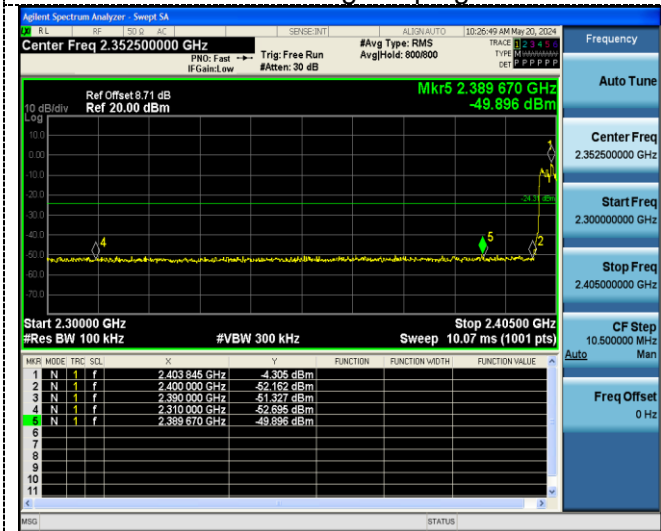 Agilent Spectrum Analyzer - Swept SA
RL RF 50 Ω AC SENSE:INT ALIGNAUTO 10:26:49 AM May 20, 2024
Center Freq 2.352500000 GHz
PNO: Fast
IFGain:Low
Trig: Free Run
#Atten: 30 dB
#Avg Type: RMS
Avg|Hold: 800/800
TRACE 1 2 3 4 5 6
TYPE M
DET P P P P P P
Frequency
Auto Tune
Center Freq
2.352500000 GHz
Start Freq
2.300000000 GHz
Stop Freq
2.405000000 GHz
CF Step
10.500000 MHz
Auto Man
Freq Offset
0 Hz
Ref Offset 8.71 dB
Ref 20.00 dBm
10 dB/div
Log
Mkr5 2.389 670 GHz
-49.896 dBm
10.0
0.00
-10.0
-20.0
-30.0
-40.0
-50.0
-60.0
-70.0
-24.31 dBm
1
4
5
2
Start 2.30000 GHz Stop 2.40500 GHz
#Res BW 100 kHz #VBW 300 kHz Sweep 10.07 ms (1001 pts)
MKR MODE TRC SCL X Y FUNCTION FUNCTION WIDTH FUNCTION VALUE
1 N 1 f 2.403 845 GHz -4.305 dBm
2 N 1 f 2.400 000 GHz -52.162 dBm
3 N 1 f 2.390 000 GHz -51.327 dBm
4 N 1 f 2.310 000 GHz -52.695 dBm
5 N 1 f 2.389 670 GHz -49.896 dBm
6
7
8
9
10
11
MSG STATUS